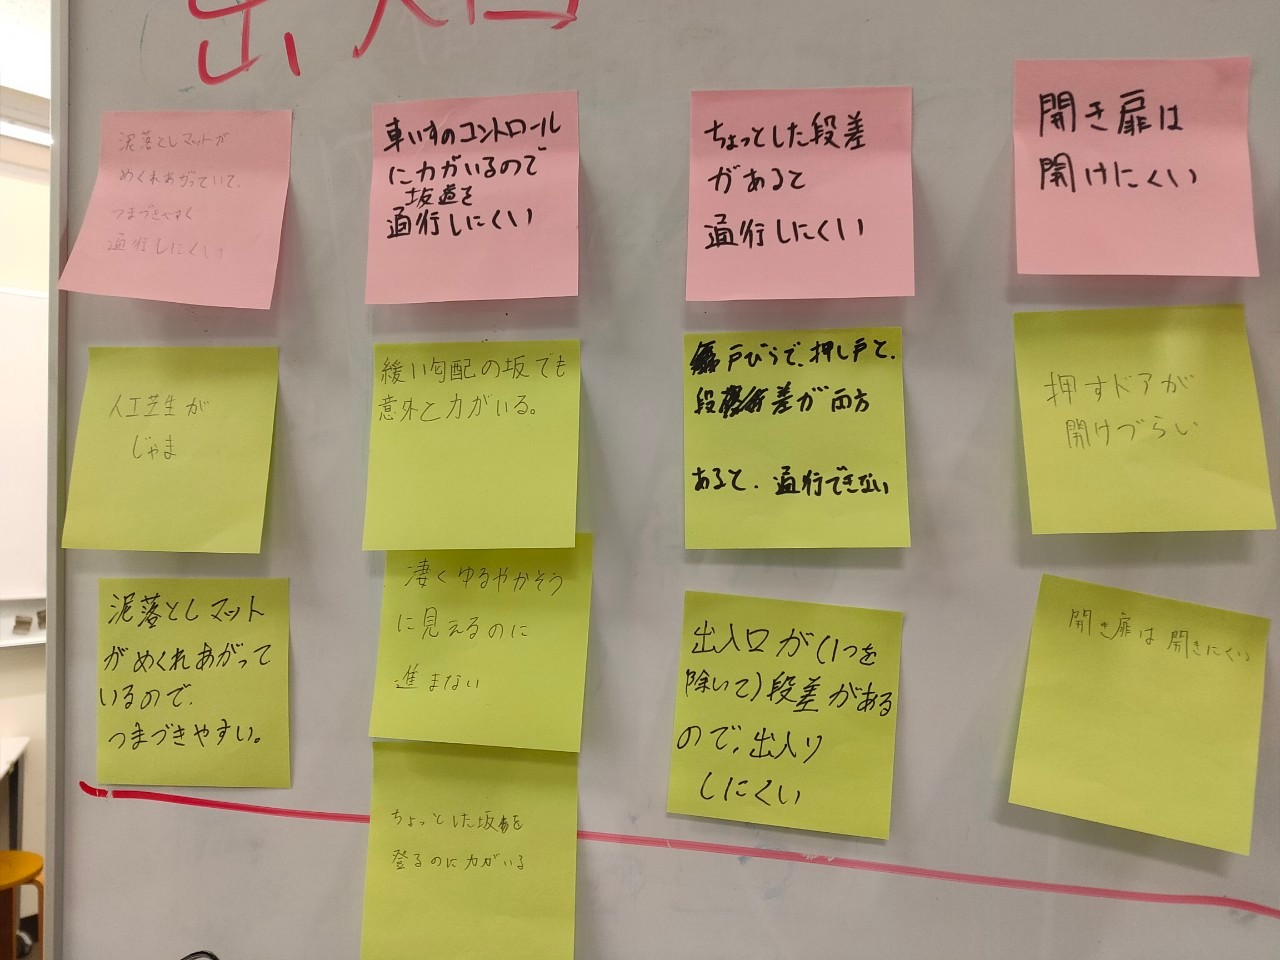 出入口
泥落としマットが
めくれあがっていて、
つまづきやすく
通行しにくい
車いすのコントロール
に力がいるので
坂道を
通行しにくい
ちょっとした段差
があると
通行しにくい
開き扉は
開けにくい
人工芝生が
じゃま
緩い勾配の坂でも
意外と力がいる。
戸びらで、押し戸と、
段差が両方
あると、通行できない
押すドアが
開けづらい
泥落としマット
がめくれあがって
いるので、
つまづきやすい。
凄くゆるやかそう
に見えるのに
進まない
出入口が(1つを
除いて)段差がある
ので、出入り
しにくい
開き扉は開きにくい
ちょっとした坂を
登るのに力がいる